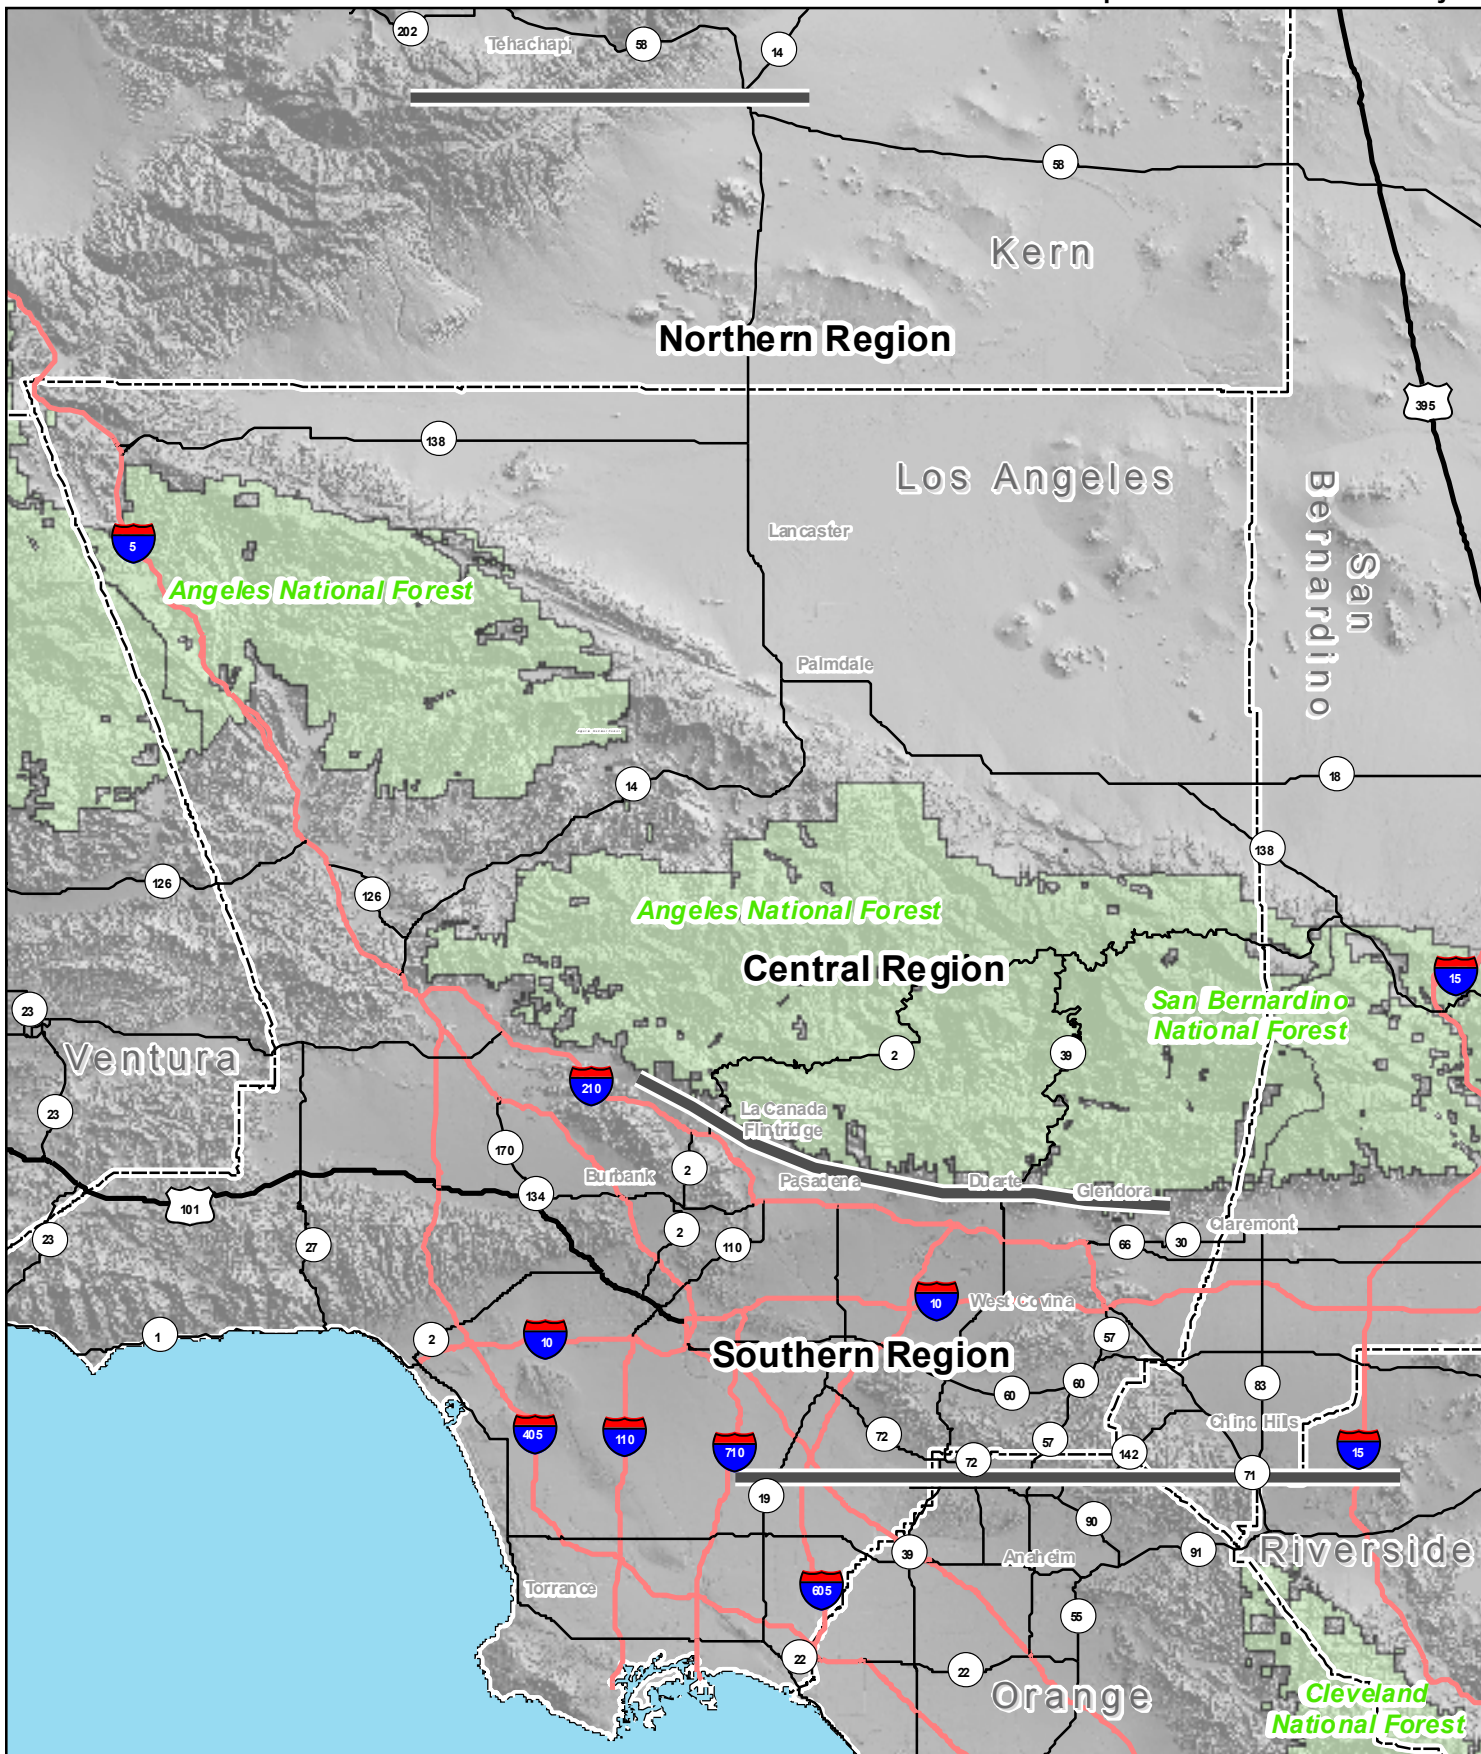 202
Tehachapi
58
14
58
Kern
Northern Region
395
138
Los Angeles
San
Bernardino
Lancaster
5
Angeles National Forest
Palmdale
14
18
138
126
126
Angeles National Forest
Central Region
15
San Bernardino
National Forest
23
Ventura
2
39
210
23
La Canada
Flintridge
170
Burbank
2
Pasadena
Duarte
Glendora
134
101
23
27
2
110
66
30
Claremont
10
West Covina
1
2
10
57
Southern Region
60
60
83
405
110
710
72
57
Chino Hills
142
15
72
71
19
90
39
Anaheim
91
Riverside
Torrance
605
55
22
22
Orange
Cleveland
National Forest